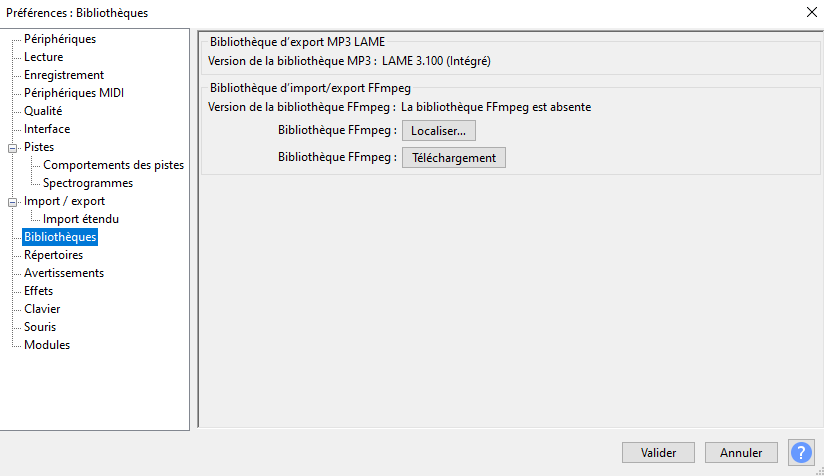 Préférences : Bibliothèques
Périphériques
Lecture
Enregistrement
Périphériques MIDI
Qualité
Interface
Pistes
Comportements des pistes
Spectrogrammes
Import / export
Import étendu
Bibliothèques
Répertoires
Avertissements
Effets
Clavier
Souris
Modules
Bibliothèque d'export MP3 LAME
Version de la bibliothèque MP3 : LAME 3.100 (Intégré)
Bibliothèque d'import/export FFmpeg
Version de la bibliothèque FFmpeg : La bibliothèque FFmpeg est absente
Bibliothèque FFmpeg : Localiser...
Bibliothèque FFmpeg : Téléchargement
Valider Annuler ?